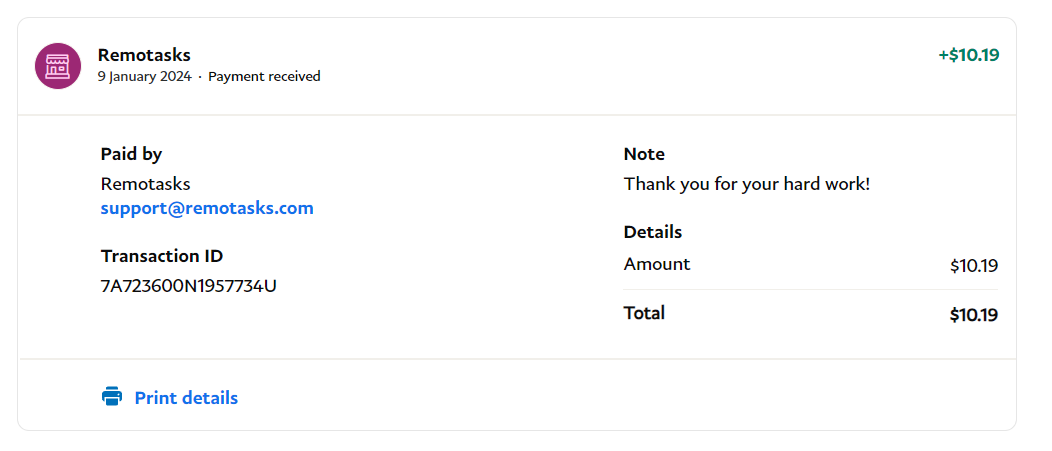 Remotasks
9 January 2024 · Payment received
+$10.19
Paid by
Remotasks
support@remotasks.com
Transaction ID
7A723600N1957734U
Note
Thank you for your hard work!
Details
Amount $10.19
Total $10.19
Print details